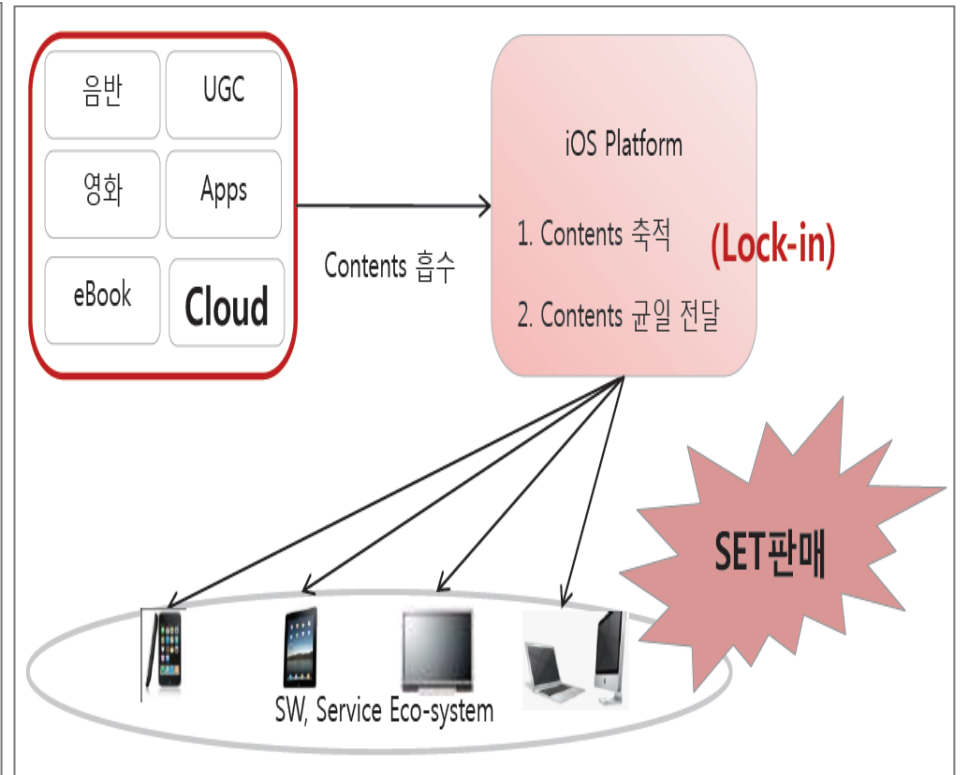 음반
UGC
영화
Apps
eBook
Cloud
Contents 흡수
iOS Platform
1. Contents 축적
(Lock-in)
2. Contents 균일 전달
SET판매
SW, Service Eco-system